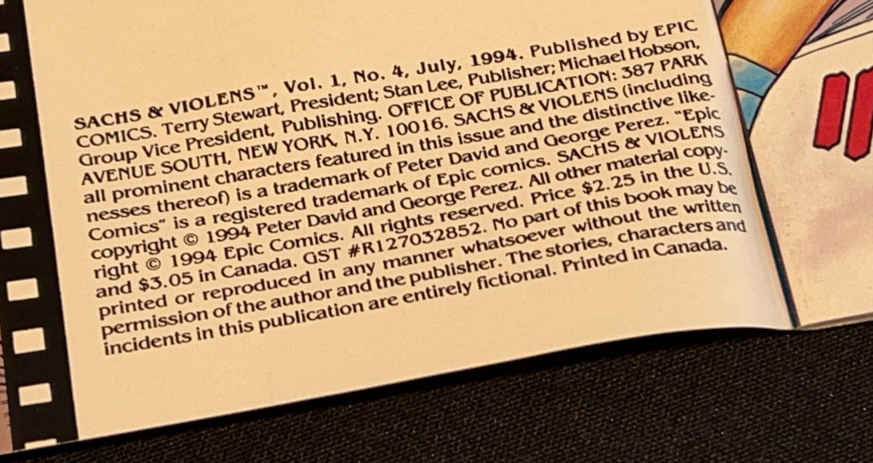 SACHS & VIOLENS™, Vol. 1, No. 4, July, 1994. Published by EPIC
COMICS. Terry Stewart, President; Stan Lee, Publisher; Michael Hobson,
Group Vice President, Publishing. OFFICE OF PUBLICATION: 387 PARK
AVENUE SOUTH, NEW YORK, N.Y. 10016. SACHS & VIOLENS (including
all prominent characters featured in this issue and the distinctive like-
nesses thereof) is a trademark of Peter David and George Perez. "Epic
Comics" is a registered trademark of Epic comics. SACHS & VIOLENS
copyright © 1994 Peter David and George Perez. All other material copy-
right © 1994 Epic Comics. All rights reserved. Price $2.25 in the U.S.
and $3.05 in Canada. GST #R127032852. No part of this book may be
printed or reproduced in any manner whatsoever without the written
permission of the author and the publisher. The stories, characters and
incidents in this publication are entirely fictional. Printed in Canada.